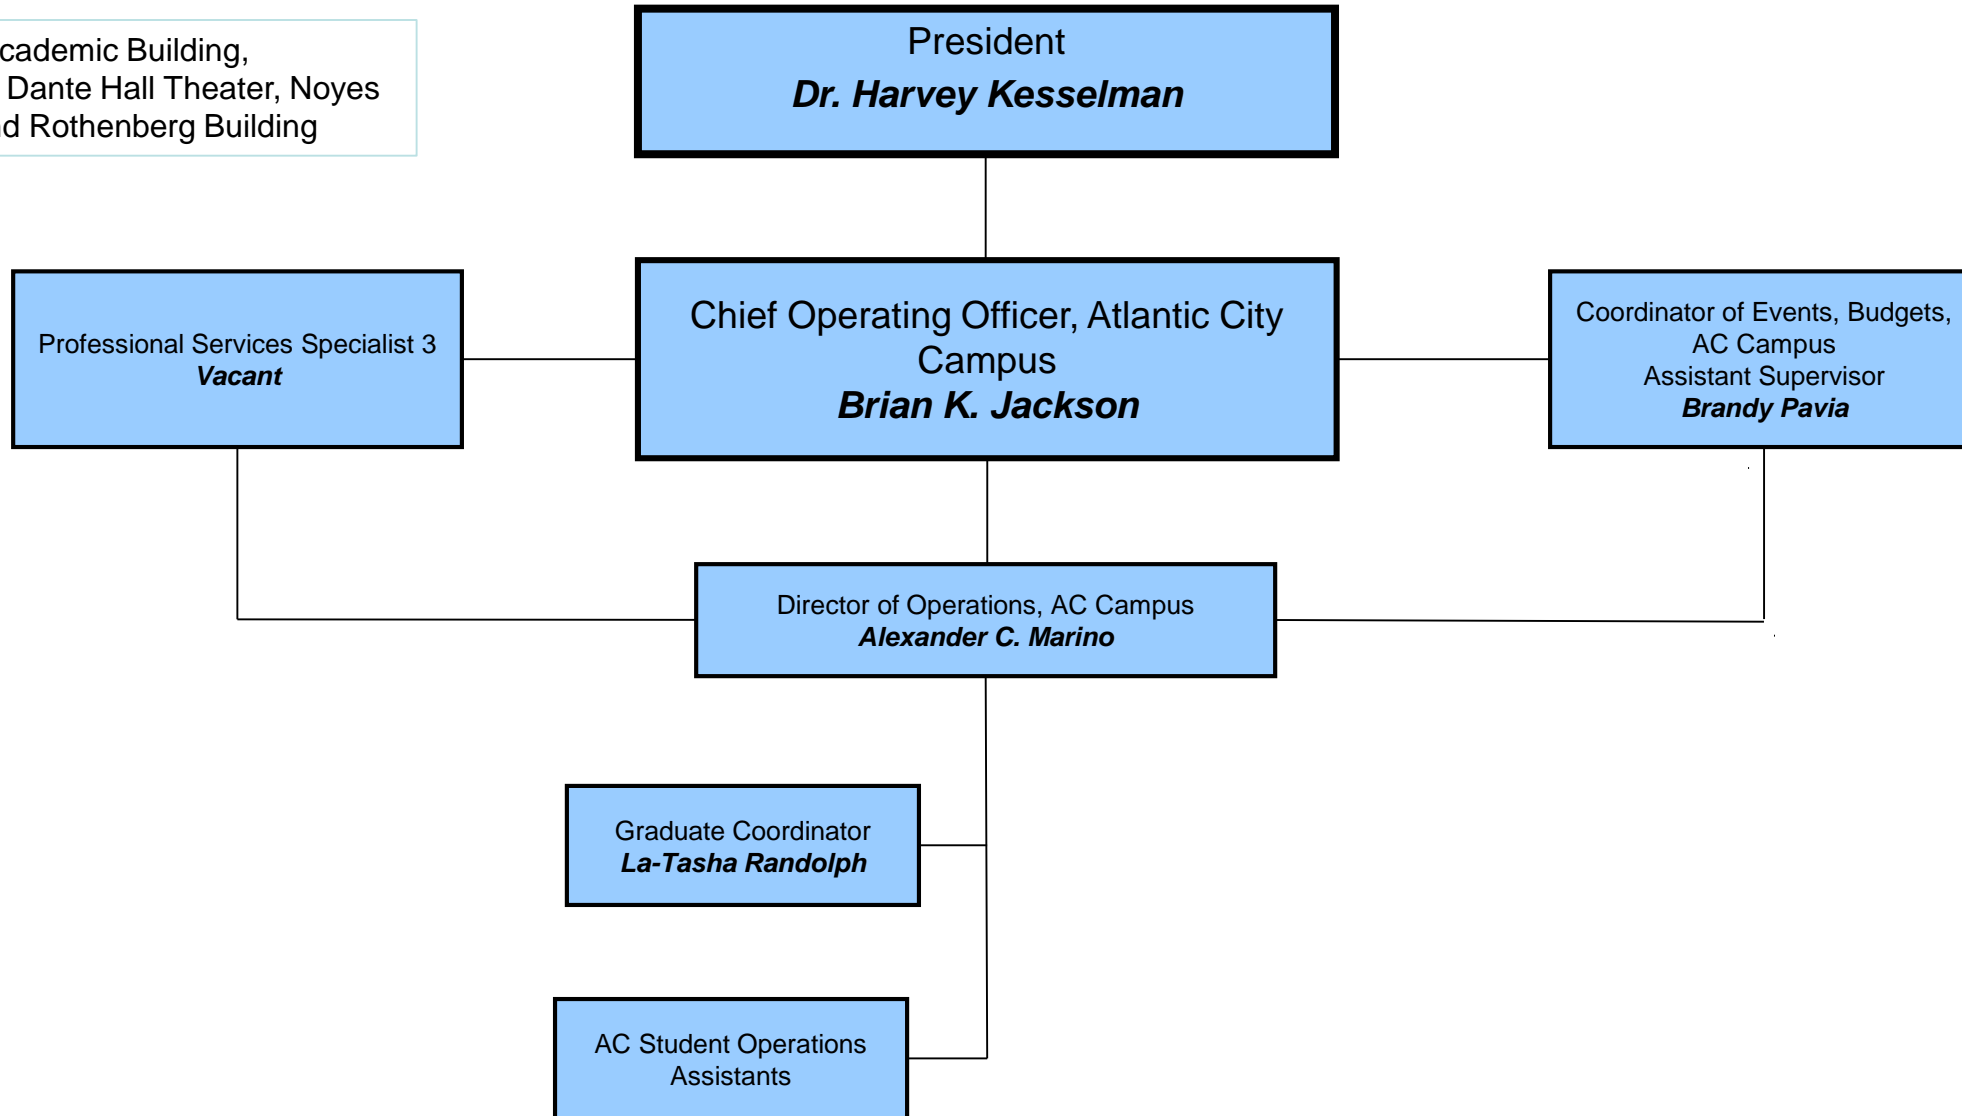 Building,
Dante Hall Theater, Noyes
Rothenberg Building
President
Dr. Harvey Kesselman
Chief Operating Officer, Atlantic City
Campus
Brian K. Jackson
Professional Services Specialist 3
Vacant
Coordinator of Events, Budgets,
AC Campus
Assistant Supervisor
Brandy Pavia
Director of Operations, AC Campus
Alexander C. Marino
Graduate Coordinator
La-Tasha Randolph
AC Student Operations
Assistants